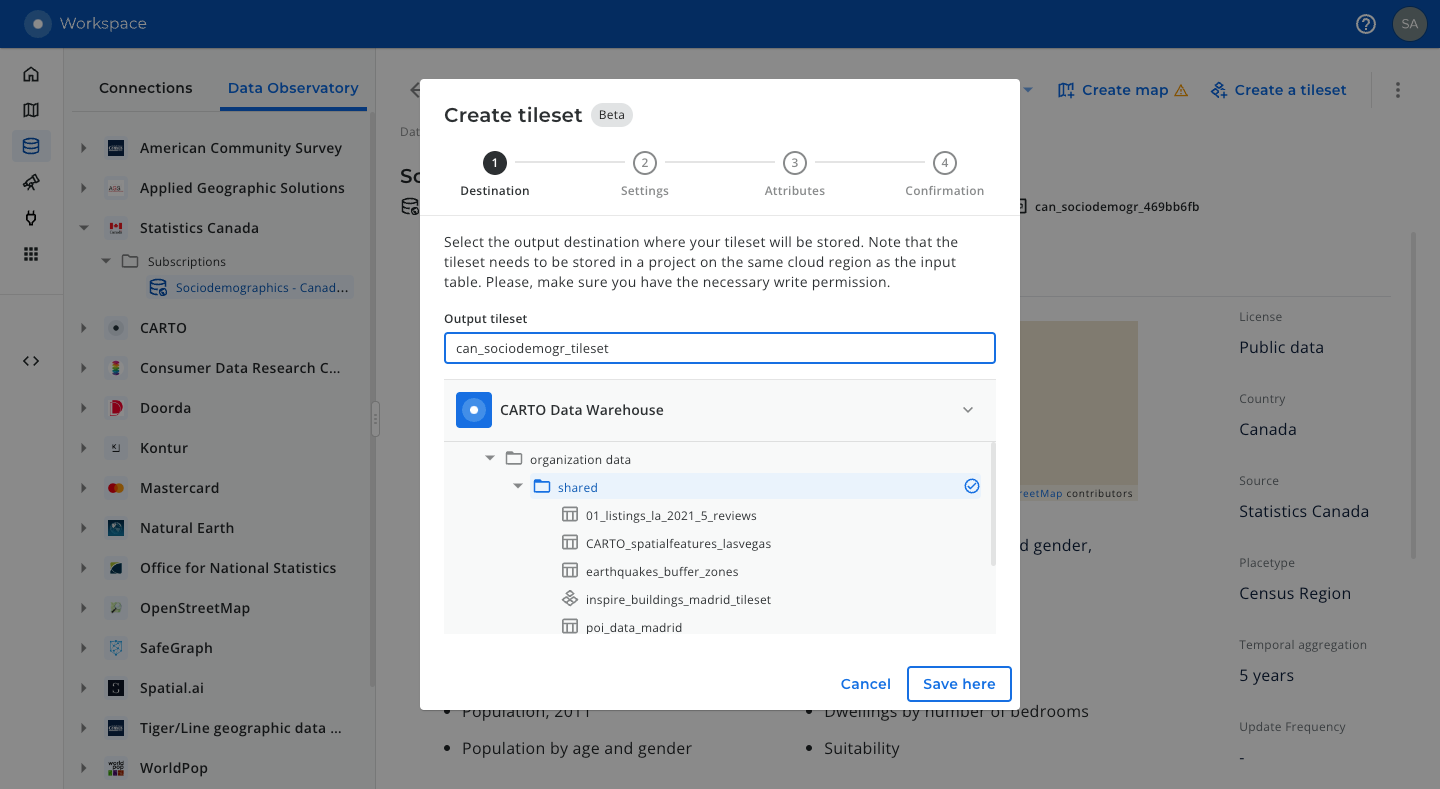 Workspace
SA
Connections
Data Observatory
American Community Survey
Applied Geographic Solutions
Statistics Canada
Subscriptions
Sociodemographics - Canad...
CARTO
Consumer Data Research C...
Doorda
Kontur
Mastercard
Natural Earth
Office for National Statistics
OpenStreetMap
SafeGraph
Spatial.ai
Tiger/Line geographic data ...
WorldPop
Create map
Create a tileset
Dat
So
can_sociodemogr_469bb6fb
Create tileset
Beta
1
2
3
4
Destination
Settings
Attributes
Confirmation
Select the output destination where your tileset will be stored. Note that the
tileset needs to be stored in a project on the same cloud region as the input
table. Please, make sure you have the necessary write permission.
Output tileset
can_sociodemogr_tileset
CARTO Data Warehouse
organization data
shared
01_listings_la_2021_5_reviews
CARTO_spatialfeatures_lasvegas
earthquakes_buffer_zones
inspire_buildings_madrid_tileset
poi_data_madrid
Cancel
Save here
reetMap contributors
d gender,
Population, 2011
Dwellings by number of bedrooms
Population by age and gender
Suitability
License
Public data
Country
Canada
Source
Statistics Canada
Placetype
Census Region
Temporal aggregation
5 years
Update Frequency
-